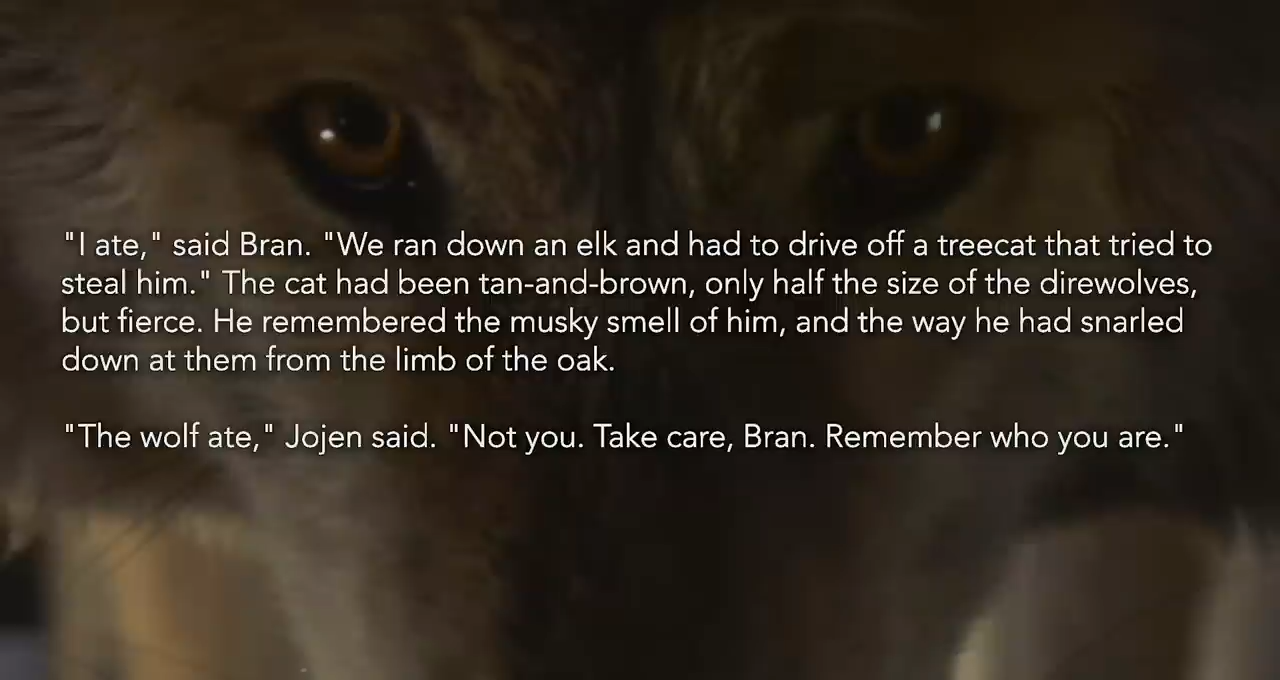 "I ate," said Bran. "We ran down an elk and had to drive off a treecat that tried to
steal him." The cat had been tan-and-brown, only half the size of the direwolves,
but fierce. He remembered the musky smell of him, and the way he had snarled
down at them from the limb of the oak.
"The wolf ate," Jojen said. "Not you. Take care, Bran. Remember who you are."